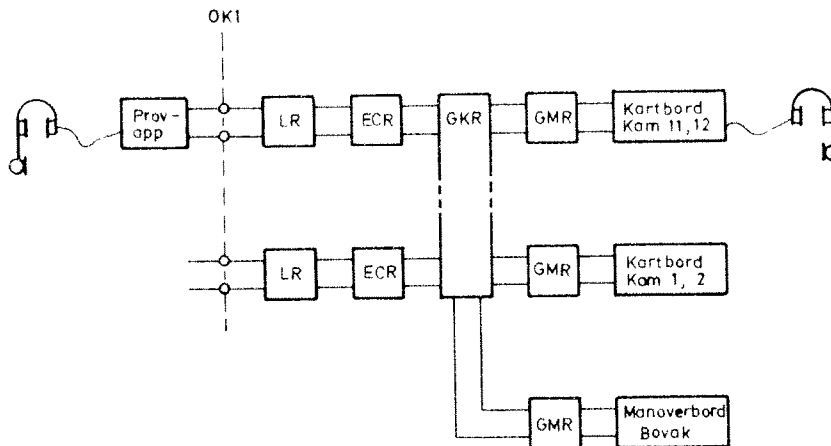 OK1
Prov-
app
LR
ECR
GKR
GMR
Kartbord
Kam 11, 12
LR
ECR
GMR
Kartbord
Kam 1, 2
GMR
Manoverbord
Bovak